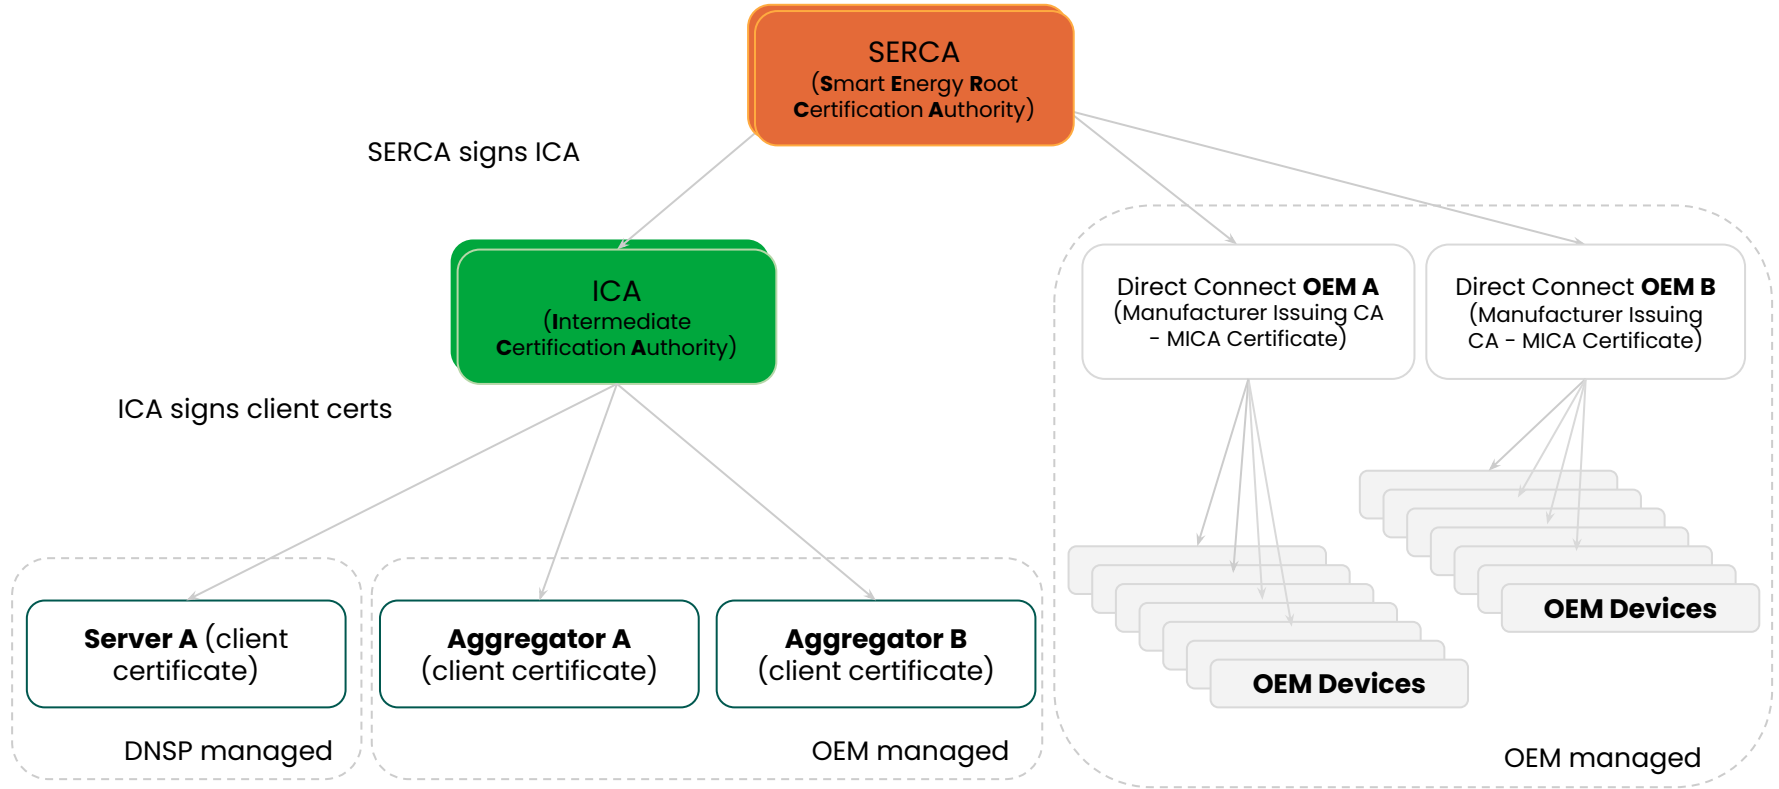 SERCA
(Smart Energy Root
Certification Authority)
SERCA signs ICA
ICA
(Intermediate
Certification Authority)
Direct Connect OEM A
(Manufacturer Issuing CA
- MICA Certificate)
Direct Connect OEM B
(Manufacturer Issuing
CA - MICA Certificate)
ICA signs client certs
OEM Devices
OEM Devices
Server A (client
certificate)
Aggregator A
(client certificate)
Aggregator B
(client certificate)
DNSP managed
OEM managed
OEM managed